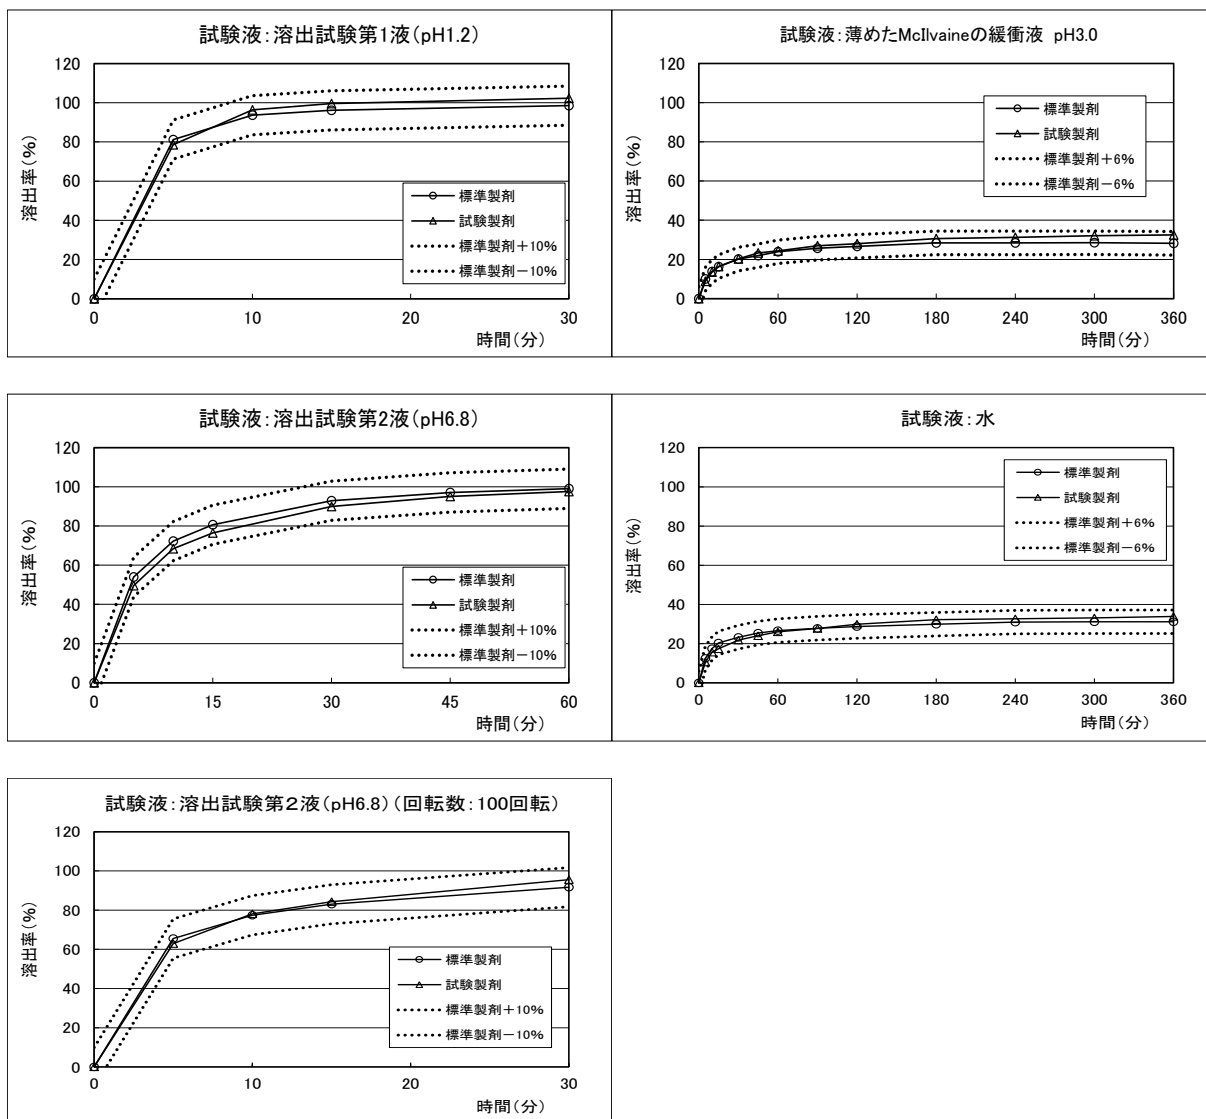 試験液:溶出試験第1液(pH1.2)
120
100
80
60
40
20
0
溶出率(%)
標準製剤
試験製剤
標準製剤+10%
標準製剤-10%
0 10 20 30
時間(分)
試験液:薄めたMcIlvaineの緩衝液 pH3.0
120
100
80
60
40
20
0
溶出率(%)
標準製剤
試験製剤
標準製剤+6%
標準製剤-6%
0 60 120 180 240 300 360
時間(分)
試験液:溶出試験第2液(pH6.8)
120
100
80
60
40
20
0
溶出率(%)
標準製剤
試験製剤
標準製剤+10%
標準製剤-10%
0 15 30 45 60
時間(分)
試験液:水
120
100
80
60
40
20
0
溶出率(%)
標準製剤
試験製剤
標準製剤+6%
標準製剤-6%
0 60 120 180 240 300 360
時間(分)
試験液:溶出試験第2液(pH6.8)(回転数:100回転)
120
100
80
60
40
20
0
溶出率(%)
標準製剤
試験製剤
標準製剤+10%
標準製剤-10%
0 10 20 30
時間(分)